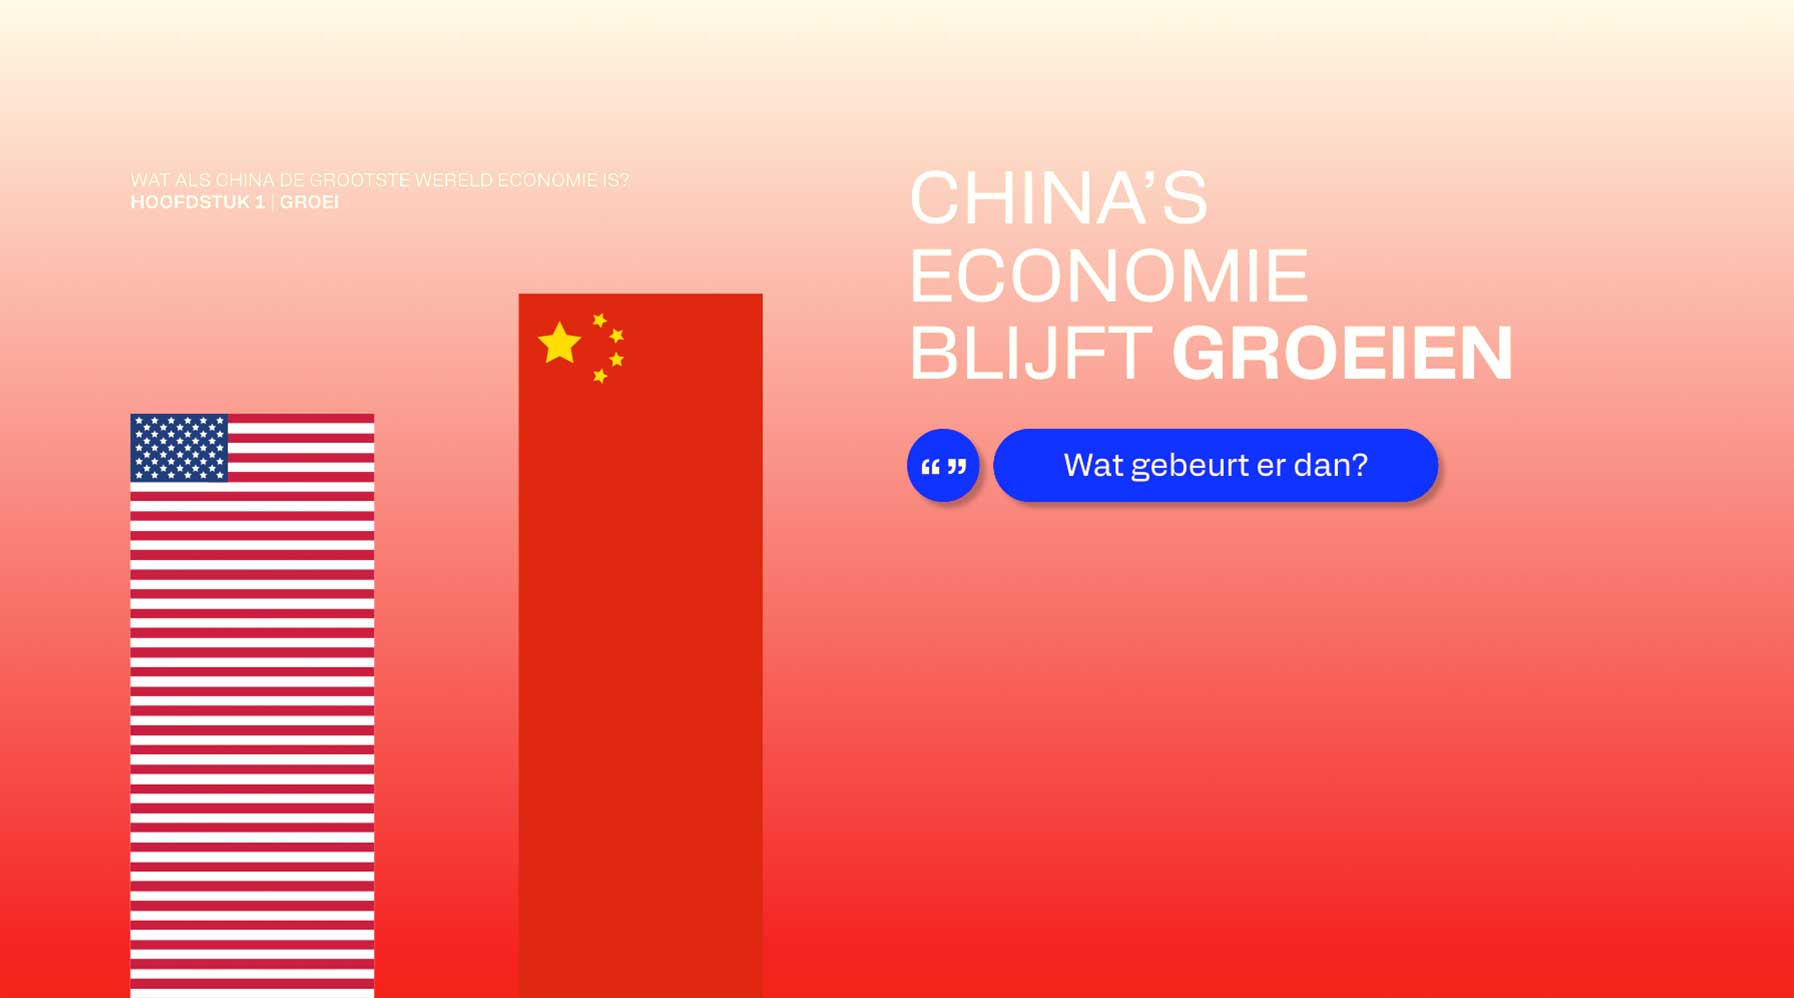 WAT ALS CHINA DE GROOTSTE WERELD ECONOMIE IS?
HOOFDSTUK 1 | GROEI
CHINA’S
ECONOMIE
BLIJFT GROEIEN
“” Wat gebeurt er dan?